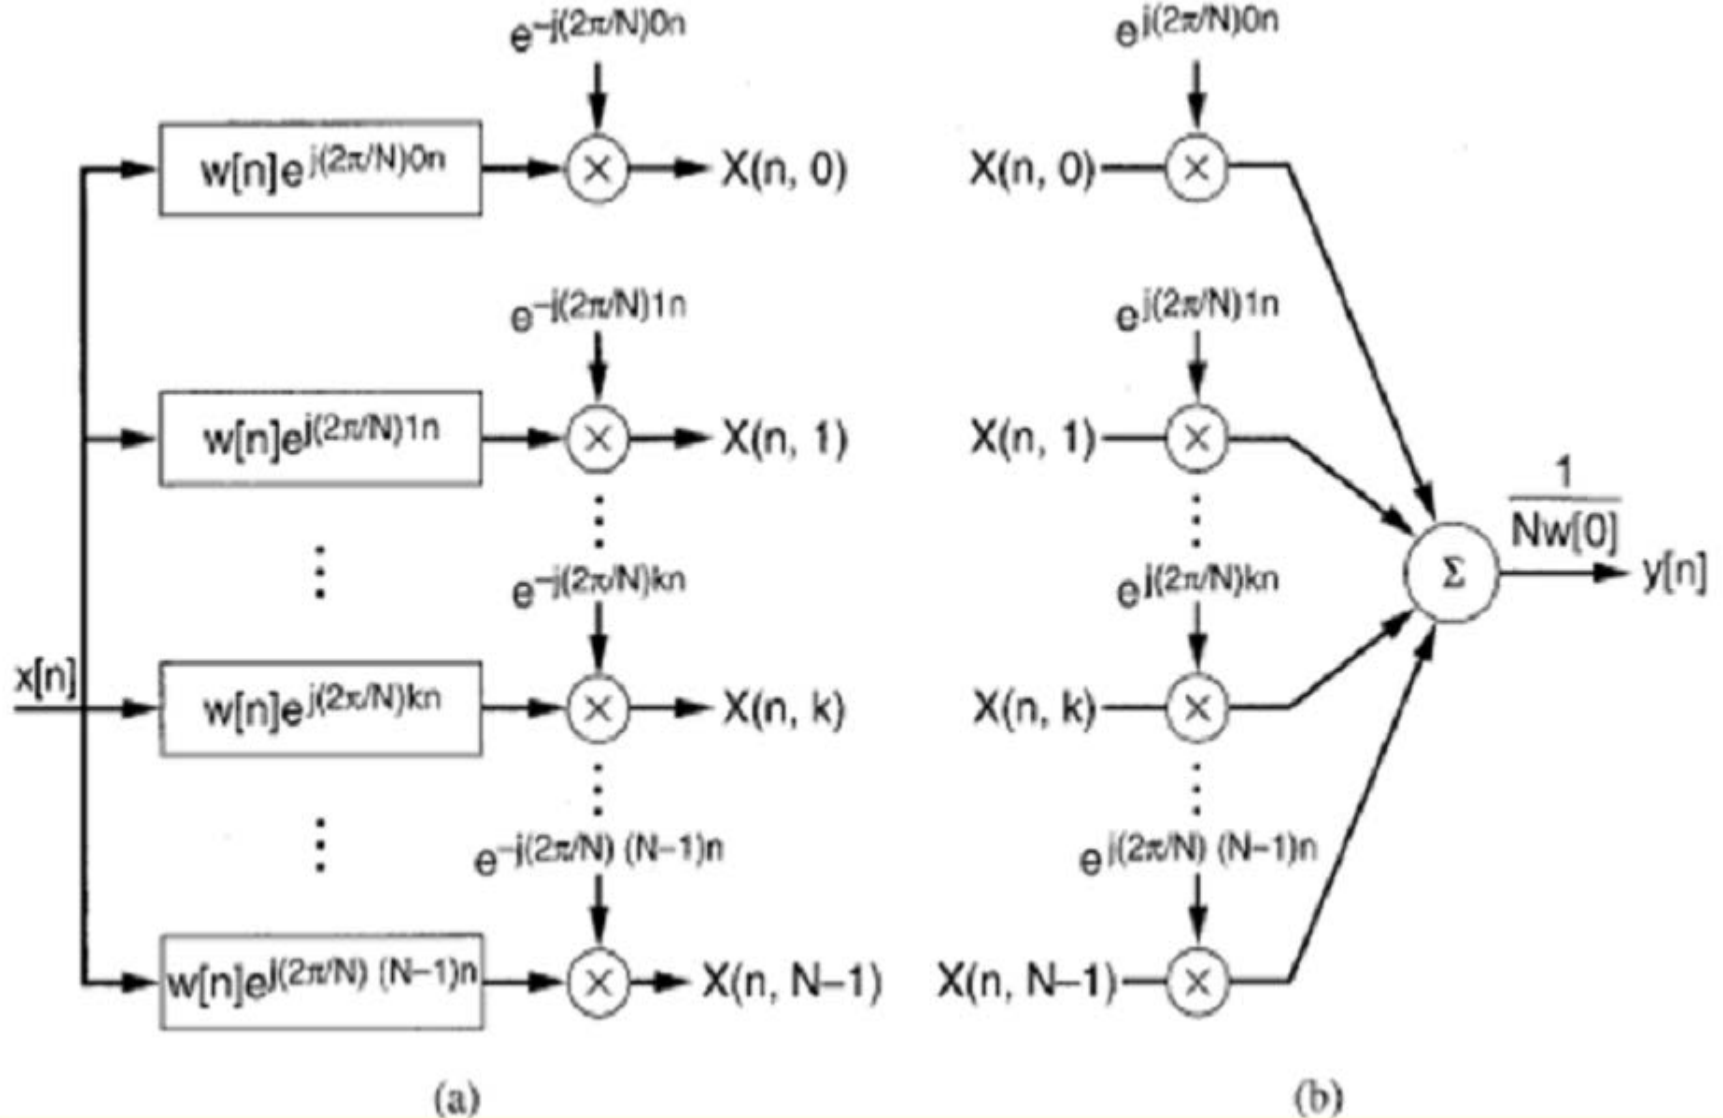 e^-j(2π/N)0n
w[n]e^j(2π/N)0n
×
X(n, 0)
e^-j(2π/N)1n
w[n]e^j(2π/N)1n
×
X(n, 1)
e^-j(2π/N)kn
x[n]
w[n]e^j(2π/N)kn
×
X(n, k)
e^-j(2π/N) (N-1)n
w[n]e^j(2π/N) (N-1)n
×
X(n, N-1)
(a)
e^j(2π/N)0n
X(n, 0)
×
e^j(2π/N)1n
X(n, 1)
×
e^j(2π/N)kn
X(n, k)
×
e^j(2π/N) (N-1)n
X(n, N-1)
×
Σ
1
Nw[0]
y[n]
(b)